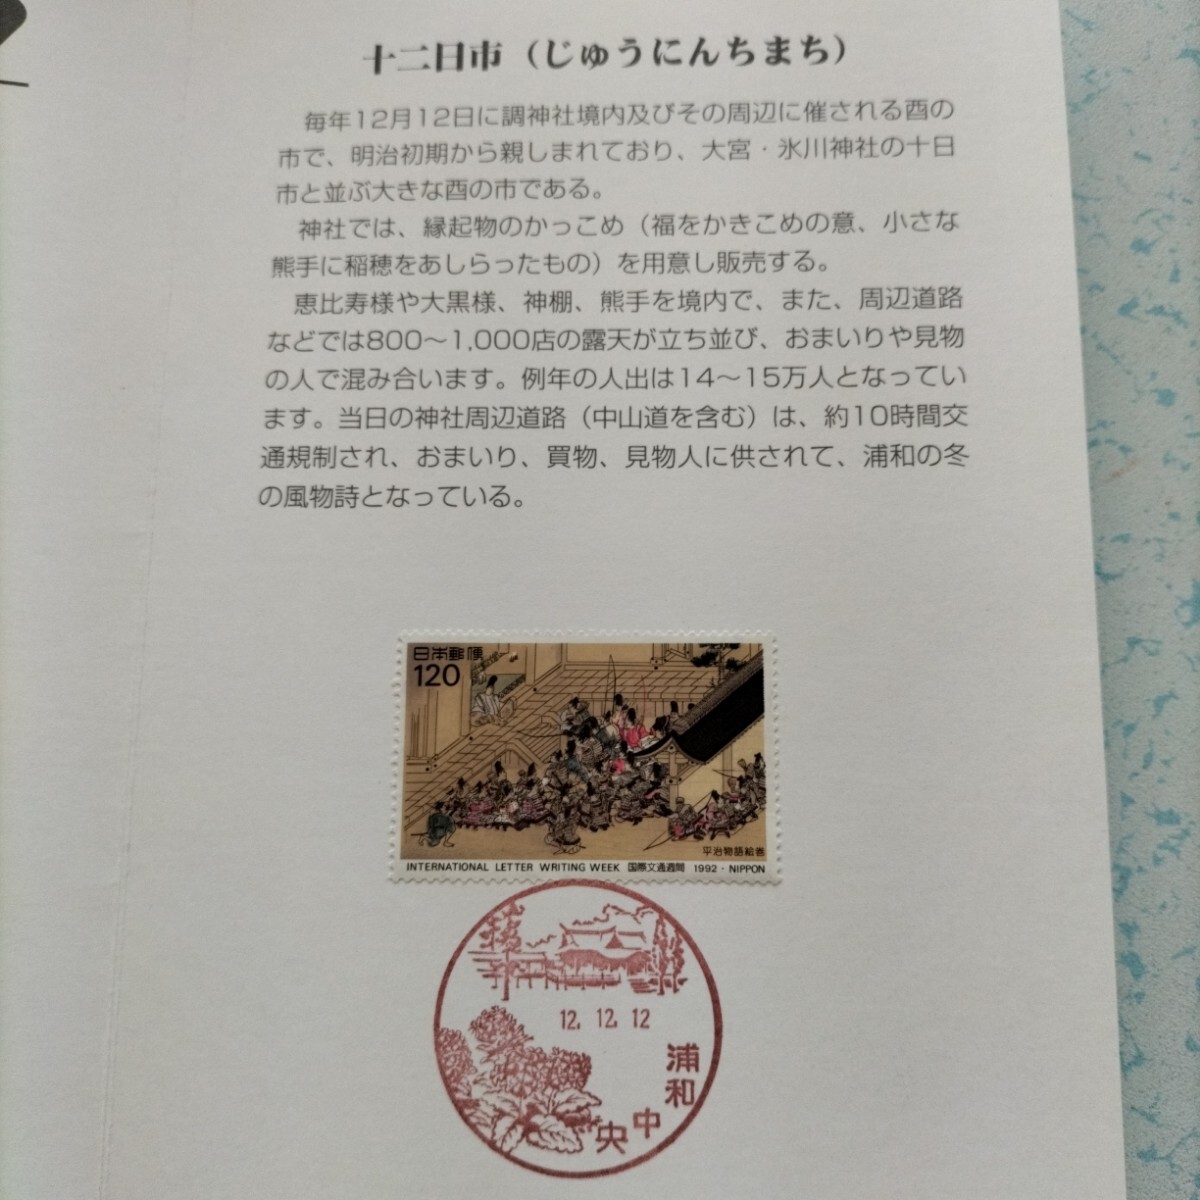 十二日市（じゅうにんちまち）
毎年12月12日に調神社境内及びその周辺に催される酉の
市で、明治初期から親しまれており、大宮・氷川神社の十日
市と並ぶ大きな酉の市である。
神社では、縁起物のかっこめ（福をかきこめの意、小さな
熊手に稲穂をあしらったもの）を用意し販売する。
恵比寿様や大黒様、神棚、熊手を境内で、また、周辺道路
などでは800〜1,000店の露天が立ち並び、おまいりや見物
の人で混み合います。例年の人出は14〜15万人となってい
ます。当日の神社周辺道路（中山道を含む）は、約10時間交
通規制され、おまいり、買物、見物人に供されて、浦和の冬
の風物詩となっている。
日本郵便
120
平治物語絵巻
INTERNATIONAL LETTER WRITING WEEK 国際文通週間 1992・NIPPON
12.12.12
浦和中央